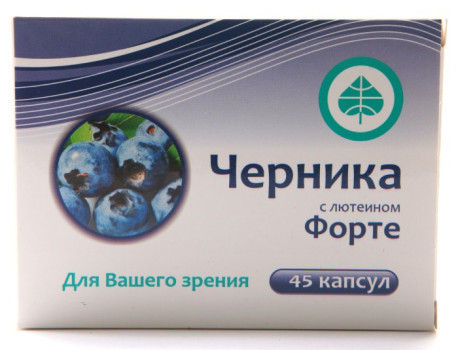 Черника
с лютеином
Форте
Для Вашего зрения
45 капсул